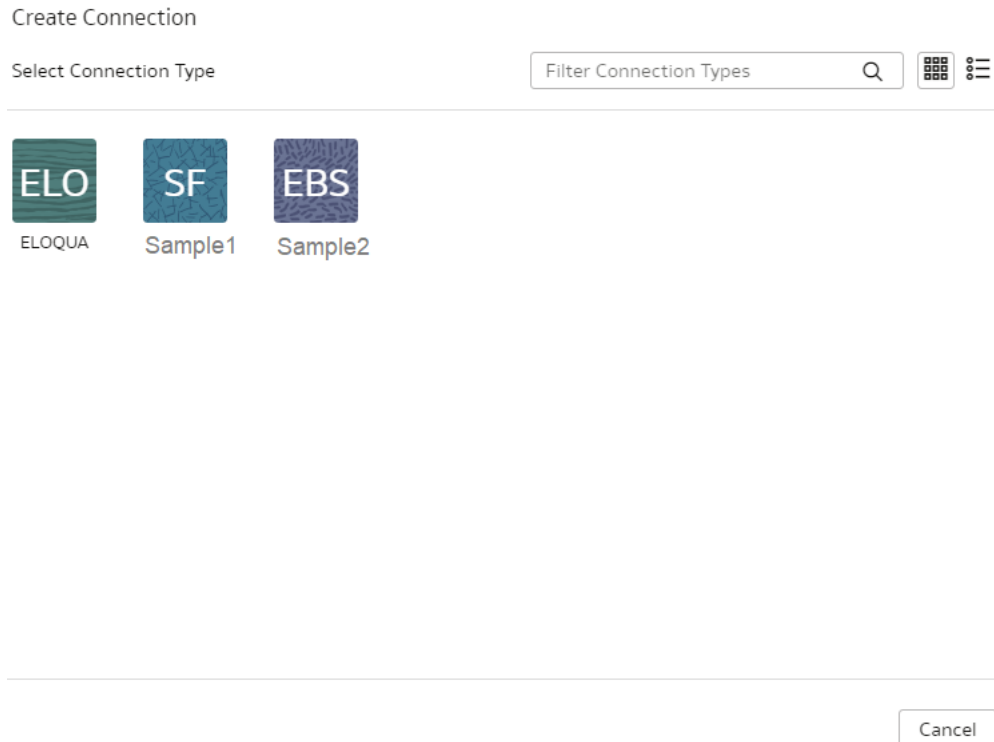 Create Connection
Select Connection Type
Filter Connection Types
ELO
SF
EBS
ELOQUA
Sample1
Sample2
Cancel